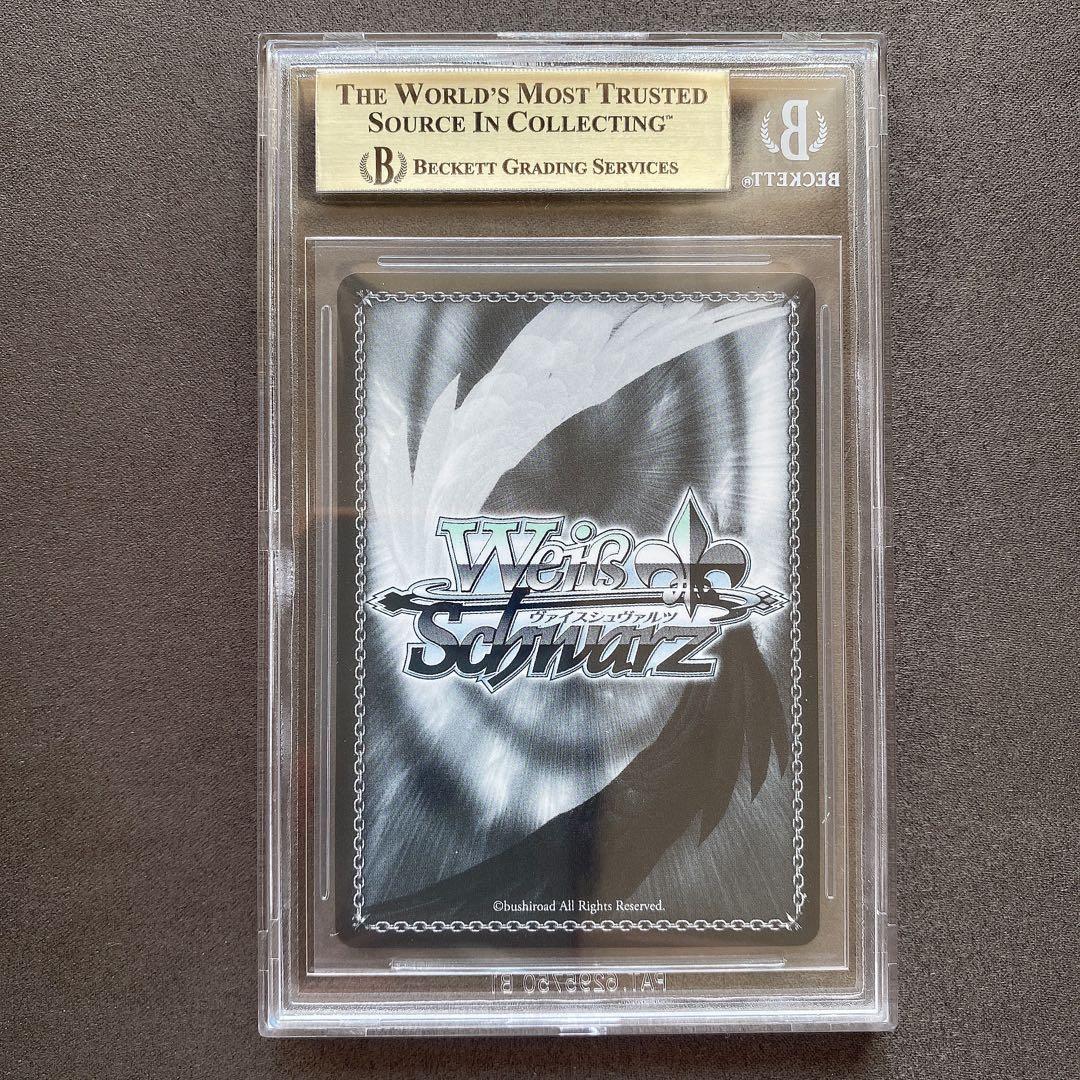 THE WORLD'S MOST TRUSTED
SOURCE IN COLLECTING™
B BECKETT GRADING SERVICES
B
BECKETT®
Weiß
ヴァイスシュヴァルツ
Schwarz
©bushiroad All Rights Reserved.